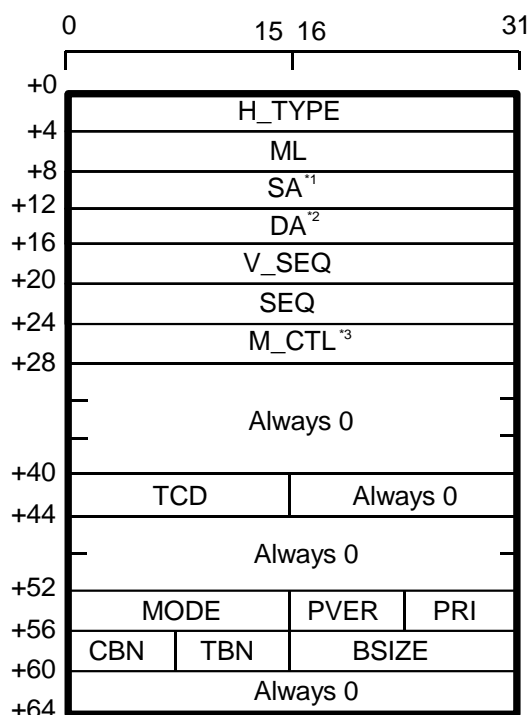 0 15 16 31
+0
H_TYPE
+4
ML
+8
SA*1
+12
DA*2
+16
V_SEQ
+20
SEQ
+24
M_CTL*3
+28
Always 0
+40
TCD Always 0
+44
Always 0
+52
MODE PVER PRI
+56
CBN TBN BSIZE
+60
Always 0
+64